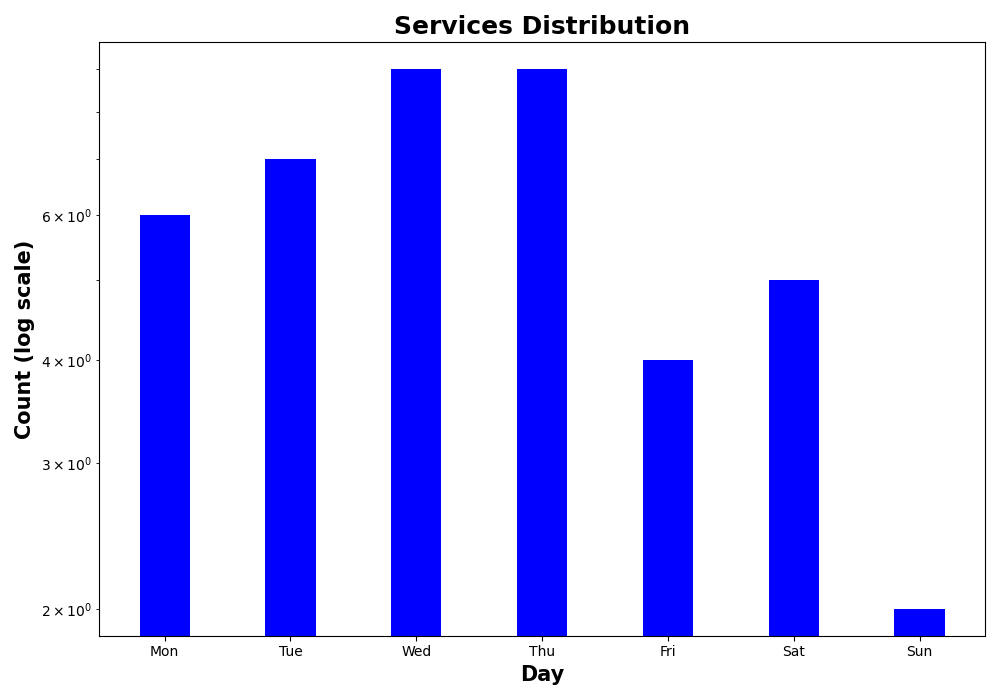 Services Distribution
Count (log scale)
6 × 10⁰
4 × 10⁰
3 × 10⁰
2 × 10⁰
Mon Tue Wed Thu Fri Sat Sun
Day